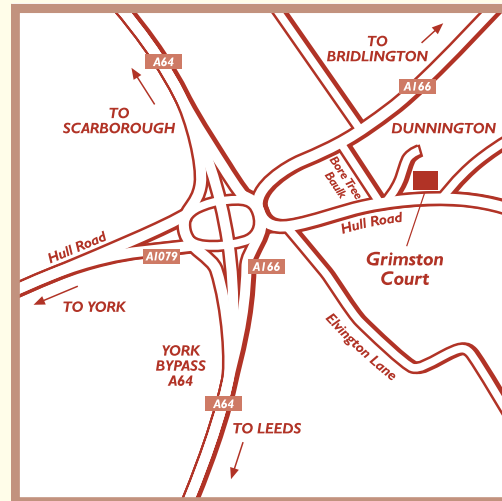 TO
BRIDLINGTON
A64
A166
TO
SCARBOROUGH
DUNNINGTON
Bore Tree
Baulk
Hull Road
Hull Road
A1079
A166
Grimston
Court
TO YORK
Elvington Lane
YORK
BYPASS
A64
A64
TO LEEDS